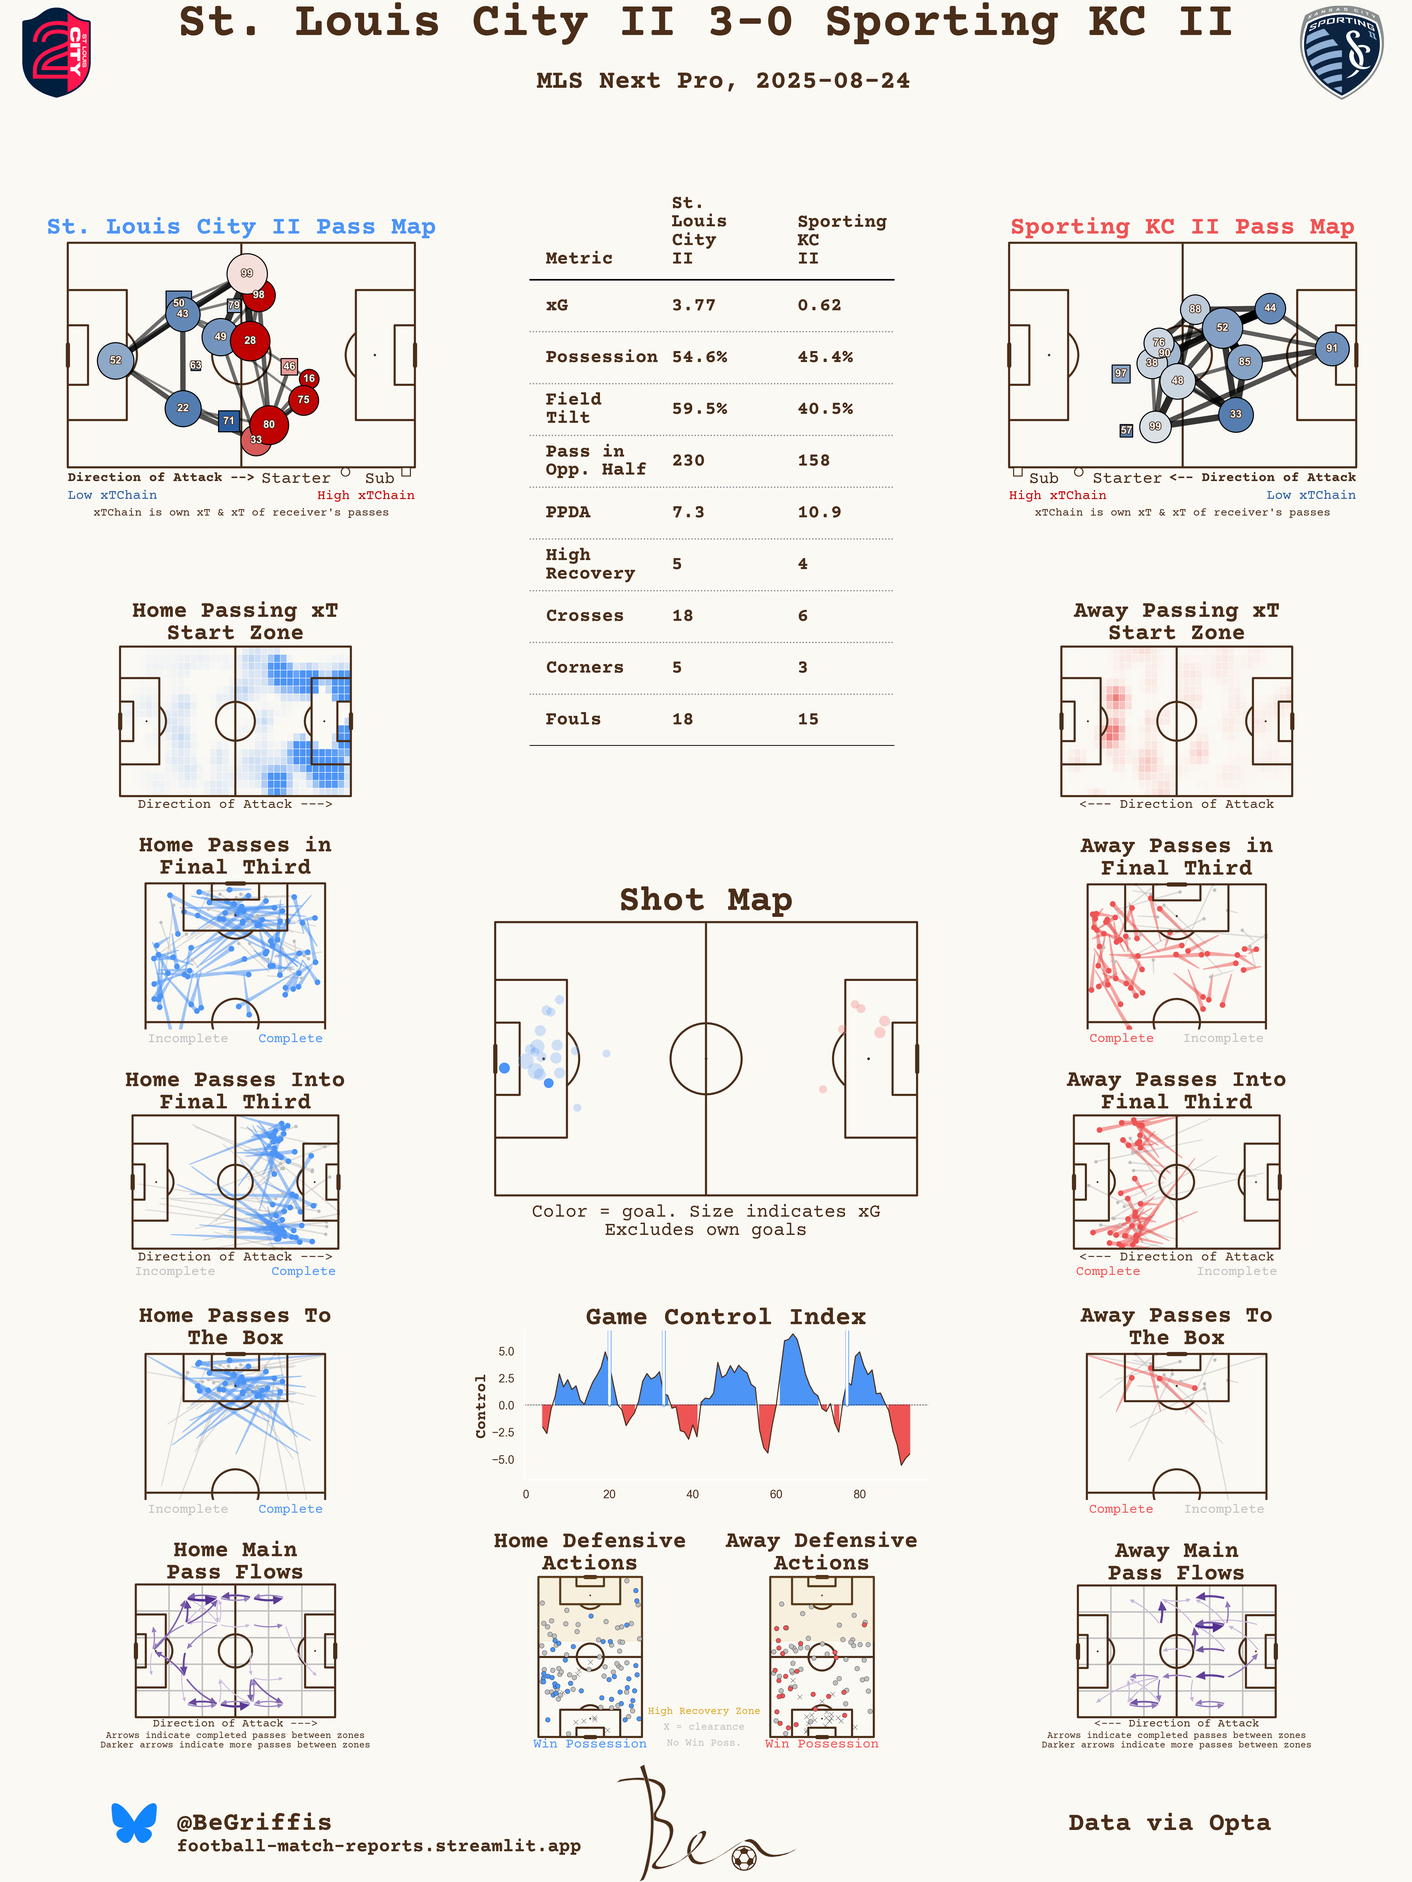 St. Louis City II 3-0 Sporting KC II
MLS Next Pro, 2025-08-24
ST LOUIS
CITY
2
KANSAS CITY
SPORTING
II
St. Louis City II Pass Map
99
98
50
79
43
49
28
52
63
46
16
75
22
71
80
33
Direction of Attack --> Starter Sub
Low xTChain High xTChain
xTChain is own xT & xT of receiver's passes
St.
Louis Sporting
City KC
Metric II II
xG 3.77 0.62
Possession 54.6% 45.4%
Field
Tilt 59.5% 40.5%
Pass in
Opp. Half 230 158
PPDA 7.3 10.9
High
Recovery 5 4
Crosses 18 6
Corners 5 3
Fouls 18 15
Sporting KC II Pass Map
88
44
52
76
90
91
38
85
97
48
33
99
57
Sub Starter <-- Direction of Attack
High xTChain Low xTChain
xTChain is own xT & xT of receiver's passes
Home Passing xT
Start Zone
Direction of Attack --->
Away Passing xT
Start Zone
<--- Direction of Attack
Home Passes in
Final Third
Incomplete Complete
Away Passes in
Final Third
Complete Incomplete
Shot Map
Color = goal. Size indicates xG
Excludes own goals
Home Passes Into
Final Third
Direction of Attack --->
Incomplete Complete
Away Passes Into
Final Third
<--- Direction of Attack
Complete Incomplete
Home Passes To
The Box
Incomplete Complete
Game Control Index
Control
5.0
2.5
0.0
−2.5
−5.0
0 20 40 60 80
Away Passes To
The Box
Complete Incomplete
Home Main
Pass Flows
Direction of Attack --->
Arrows indicate completed passes between zones
Darker arrows indicate more passes between zones
Home Defensive
Actions
Win Possession
Away Defensive
Actions
Win Possession
High Recovery Zone
X = clearance
No Win Poss.
Away Main
Pass Flows
<--- Direction of Attack
Arrows indicate completed passes between zones
Darker arrows indicate more passes between zones
@BeGriffis
football-match-reports.streamlit.app
Ben
Data via Opta